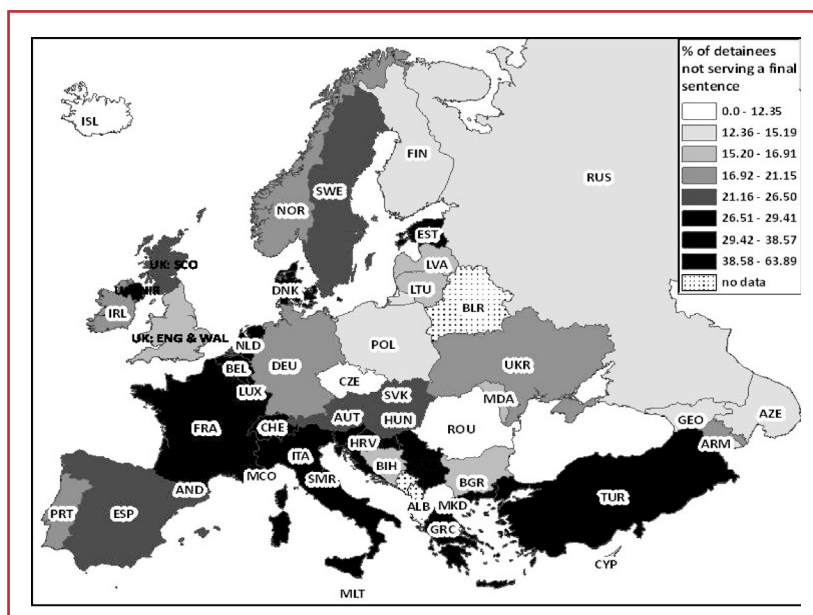 % of detainees
not serving a final
sentence
0.0 - 12.35
12.36 - 15.19
15.20 - 16.91
16.92 - 21.15
21.16 - 26.50
26.51 - 29.41
29.42 - 38.57
38.58 - 63.89
no data
ISL
FIN
RUS
SWE
NOR
EST
UK: SCO
LVA
DNK
LTU
IRL
BLR
UK: ENG & WAL
NLD
POL
BEL
DEU
UKR
LUX
CZE
SVK
MDA
AUT
HUN
FRA
CHE
ROU
GEO
AZE
HRV
ARM
ITA
BIH
MCO
SMR
BGR
AND
ALB
MKD
TUR
PRT
ESP
GRC
CYP
MLT